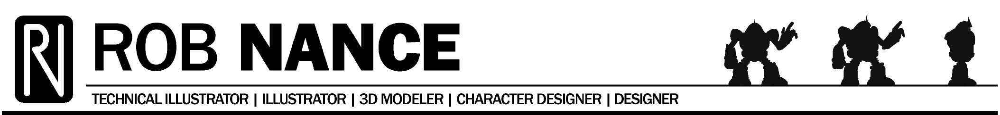 RN
ROB NANCE
TECHNICAL ILLUSTRATOR | ILLUSTRATOR | 3D MODELER | CHARACTER DESIGNER | DESIGNER